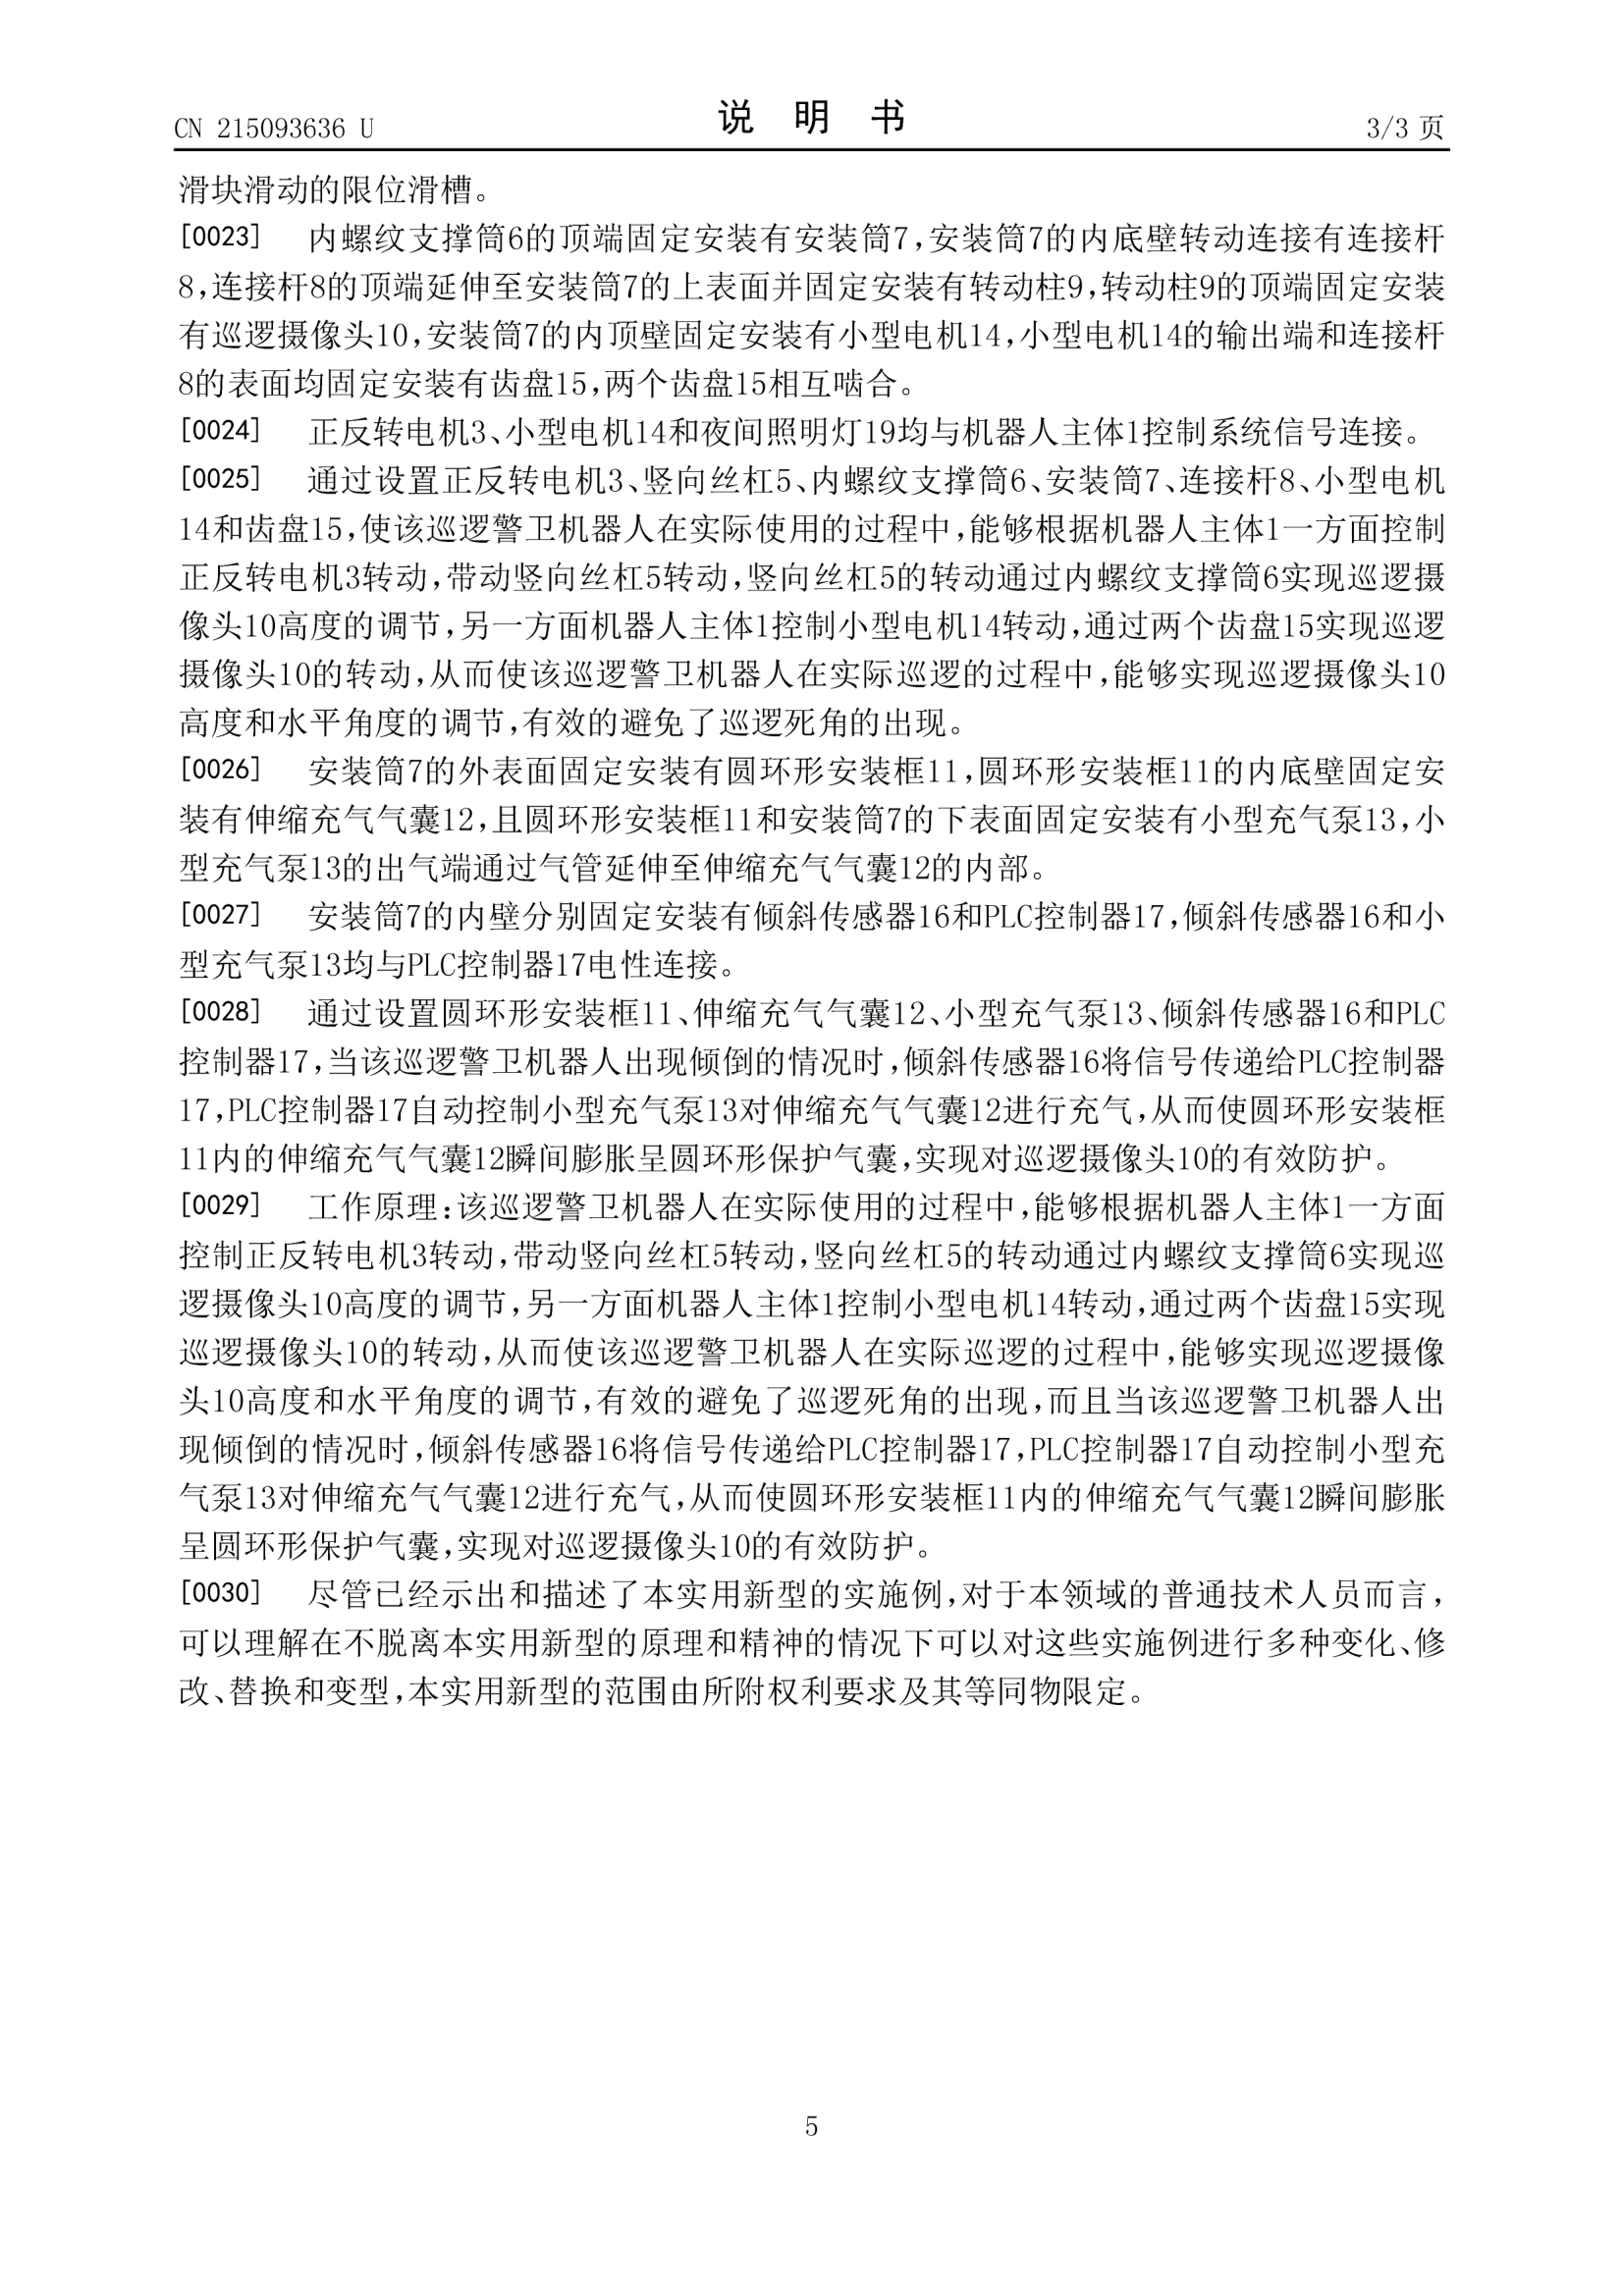 CN 215093636 U
说 明 书
3/3 页
滑块滑动的限位滑槽。
[0023] 内螺纹支撑筒6的顶端固定安装有安装筒7,安装筒7的内底壁转动连接有连接杆
8,连接杆8的顶端延伸至安装筒7的上表面并固定安装有转动柱9,转动柱9的顶端固定安装
有巡逻摄像头10,安装筒7的内顶壁固定安装有小型电机14,小型电机14的输出端和连接杆
8的表面均固定安装有齿盘15,两个齿盘15相互啮合。
[0024] 正反转电机3、小型电机14和夜间照明灯19均与机器人主体1控制系统信号连接。
[0025] 通过设置正反转电机3、竖向丝杠5、内螺纹支撑筒6、安装筒7、连接杆8、小型电机
14和齿盘15,使该巡逻警卫机器人在实际使用的过程中,能够根据机器人主体1一方面控制
正反转电机3转动,带动竖向丝杠5转动,竖向丝杠5的转动通过内螺纹支撑筒6实现巡逻摄
像头10高度的调节,另一方面机器人主体1控制小型电机14转动,通过两个齿盘15实现巡逻
摄像头10的转动,从而使该巡逻警卫机器人在实际巡逻的过程中,能够实现巡逻摄像头10
高度和水平角度的调节,有效的避免了巡逻死角的出现。
[0026] 安装筒7的外表面固定安装有圆环形安装框11,圆环形安装框11的内底壁固定安
装有伸缩充气气囊12,且圆环形安装框11和安装筒7的下表面固定安装有小型充气泵13,小
型充气泵13的出气端通过气管延伸至伸缩充气气囊12的内部。
[0027] 安装筒7的内壁分别固定安装有倾斜传感器16和PLC控制器17,倾斜传感器16和小
型充气泵13均与PLC控制器17电性连接。
[0028] 通过设置圆环形安装框11、伸缩充气气囊12、小型充气泵13、倾斜传感器16和PLC
控制器17,当该巡逻警卫机器人出现倾倒的情况时,倾斜传感器16将信号传递给PLC控制器
17,PLC控制器17自动控制小型充气泵13对伸缩充气气囊12进行充气,从而使圆环形安装框
11内的伸缩充气气囊12瞬间膨胀呈圆环形保护气囊,实现对巡逻摄像头10的有效防护。
[0029] 工作原理:该巡逻警卫机器人在实际使用的过程中,能够根据机器人主体1一方面
控制正反转电机3转动,带动竖向丝杠5转动,竖向丝杠5的转动通过内螺纹支撑筒6实现巡
逻摄像头10高度的调节,另一方面机器人主体1控制小型电机14转动,通过两个齿盘15实现
巡逻摄像头10的转动,从而使该巡逻警卫机器人在实际巡逻的过程中,能够实现巡逻摄像
头10高度和水平角度的调节,有效的避免了巡逻死角的出现,而且当该巡逻警卫机器人出
现倾倒的情况时,倾斜传感器16将信号传递给PLC控制器17,PLC控制器17自动控制小型充
气泵13对伸缩充气气囊12进行充气,从而使圆环形安装框11内的伸缩充气气囊12瞬间膨胀
呈圆环形保护气囊,实现对巡逻摄像头10的有效防护。
[0030] 尽管已经示出和描述了本实用新型的实施例,对于本领域的普通技术人员而言,
可以理解在不脱离本实用新型的原理和精神的情况下可以对这些实施例进行多种变化、修
改、替换和变型,本实用新型的范围由所附权利要求及其等同物限定。
5